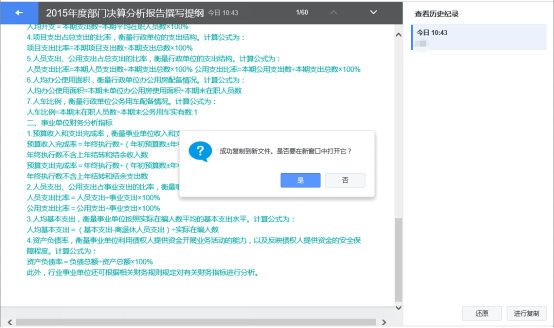 2015年度部门决算分析报告撰写提纲 今日 10:43 1/60
查看历史纪录
今日 10:43
人均开支=本期支出数÷本期平均在职人员数×100%
4.项目支出占总支出的比率，衡量行政单位的支出结构。计算公式为：
项目支出比率=本期项目支出数÷本期支出总数×100%
5.人员支出、公用支出占总支出的比率，衡量行政单位的支出结构。计算公式为：
人员支出比率=本期人员支出数÷本期支出总数×100% 公用支出比率=本期公用支出数÷本期支出总数×100%
6.人均办公使用面积，衡量行政单位办公用房配备情况。计算公式为：
人均办公使用面积=本期末单位办公用房使用面积÷本期末在职人员数
7.人车比例，衡量行政单位公务用车配备情况。计算公式为：
人车比例=本期末在职人员数÷本期末公务用车实有数:1
二、事业单位财务分析指标
1.预算收入和支出完成率，衡量事业单位收入和支
预算收入完成率＝年终执行数÷（年初预算数±年
年终执行数不含上年结转和结余收入数
预算支出完成率＝年终执行数÷（年初预算数±年
年终执行数不含上年结转和结余支出数
2.人员支出、公用支出占事业支出的比率，衡量事
人员支出比率＝人员支出÷事业支出×100%
公用支出比率＝公用支出÷事业支出×100%
3.人均基本支出，衡量事业单位按照实际在编人数平均的基本支出水平。计算公式为：
人均基本支出＝（基本支出-离退休人员支出）÷实际在编人数
4.资产负债率，衡量事业单位利用债权人提供资金开展业务活动的能力，以及反映债权人提供资金的安全保
障程度。计算公式为：
资产负债率＝负债总额÷资产总额×100%
此外，行业事业单位还可根据相关财务规则规定对有关财务指标进行分析。
成功复制到新文件。是否要在新窗口中打开它？
是 否
还原 进行复制